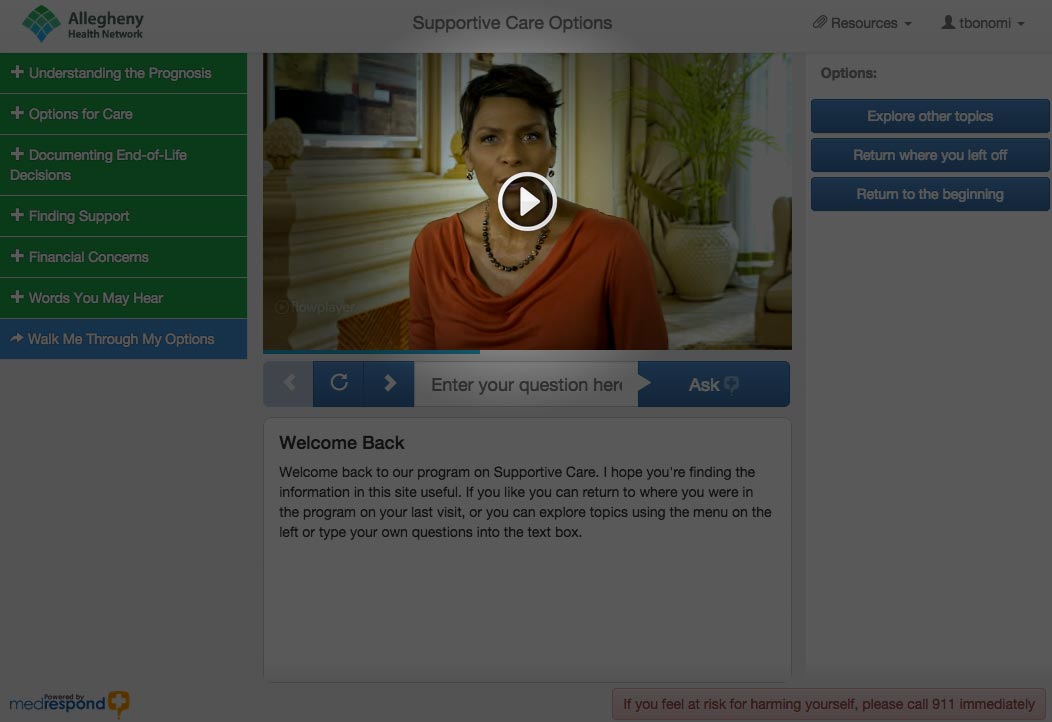 Allegheny
Health Network
Supportive Care Options
Resources
tbonomi
Understanding the Prognosis
Options for Care
Documenting End-of-Life
Decisions
Finding Support
Financial Concerns
Words You May Hear
Walk Me Through My Options
flowplayer
Options:
Explore other topics
Return where you left off
Return to the beginning
Enter your question here
Ask
Welcome Back
Welcome back to our program on Supportive Care. I hope you're finding the
information in this site useful. If you like you can return to where you were in
the program on your last visit, or you can explore topics using the menu on the
left or type your own questions into the text box.
Powered by
medrespond
If you feel at risk for harming yourself, please call 911 immediately